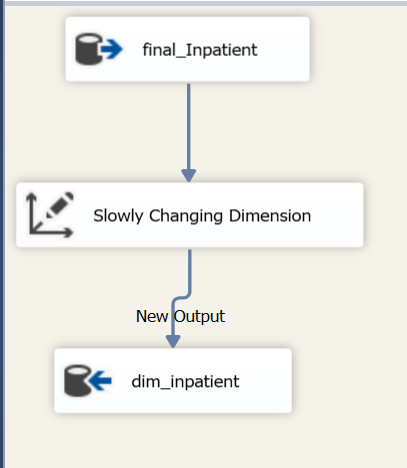 final_Inpatient
Slowly Changing Dimension
New Output
dim_inpatient